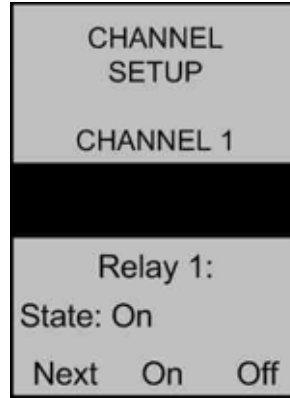 CHANNEL
SETUP
CHANNEL 1
Relay 1:
State: On
Next On Off